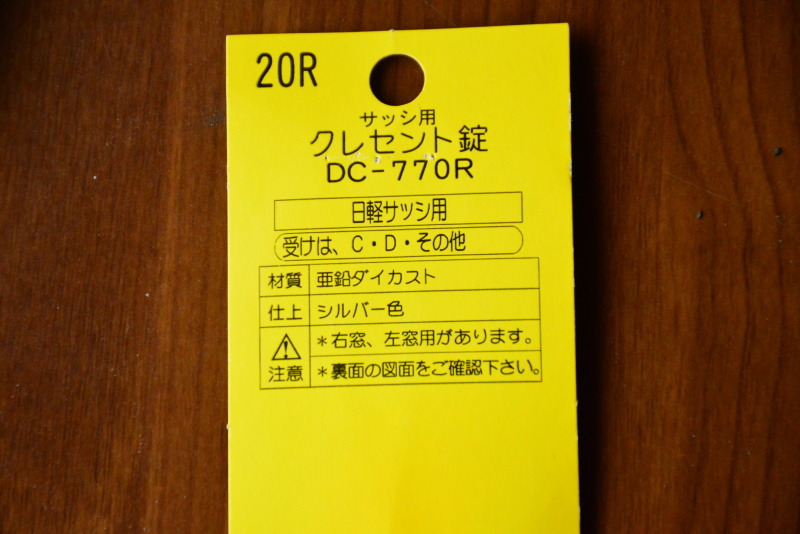 20R
サッシ用
クレセント錠
DC-770R
日軽サッシ用
受けは、C・D・その他
材質 亜鉛ダイカスト
仕上 シルバー色
注意 *右窓、左窓用があります。
*裏面の図面をご確認下さい。